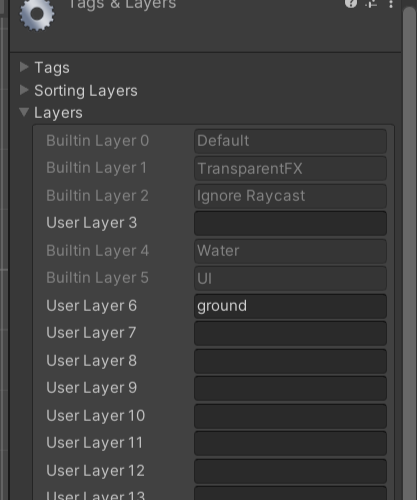 Tags & Layers
Tags
Sorting Layers
Layers
Builtin Layer 0 Default
Builtin Layer 1 TransparentFX
Builtin Layer 2 Ignore Raycast
User Layer 3
Builtin Layer 4 Water
Builtin Layer 5 UI
User Layer 6 ground
User Layer 7
User Layer 8
User Layer 9
User Layer 10
User Layer 11
User Layer 12
User Layer 13